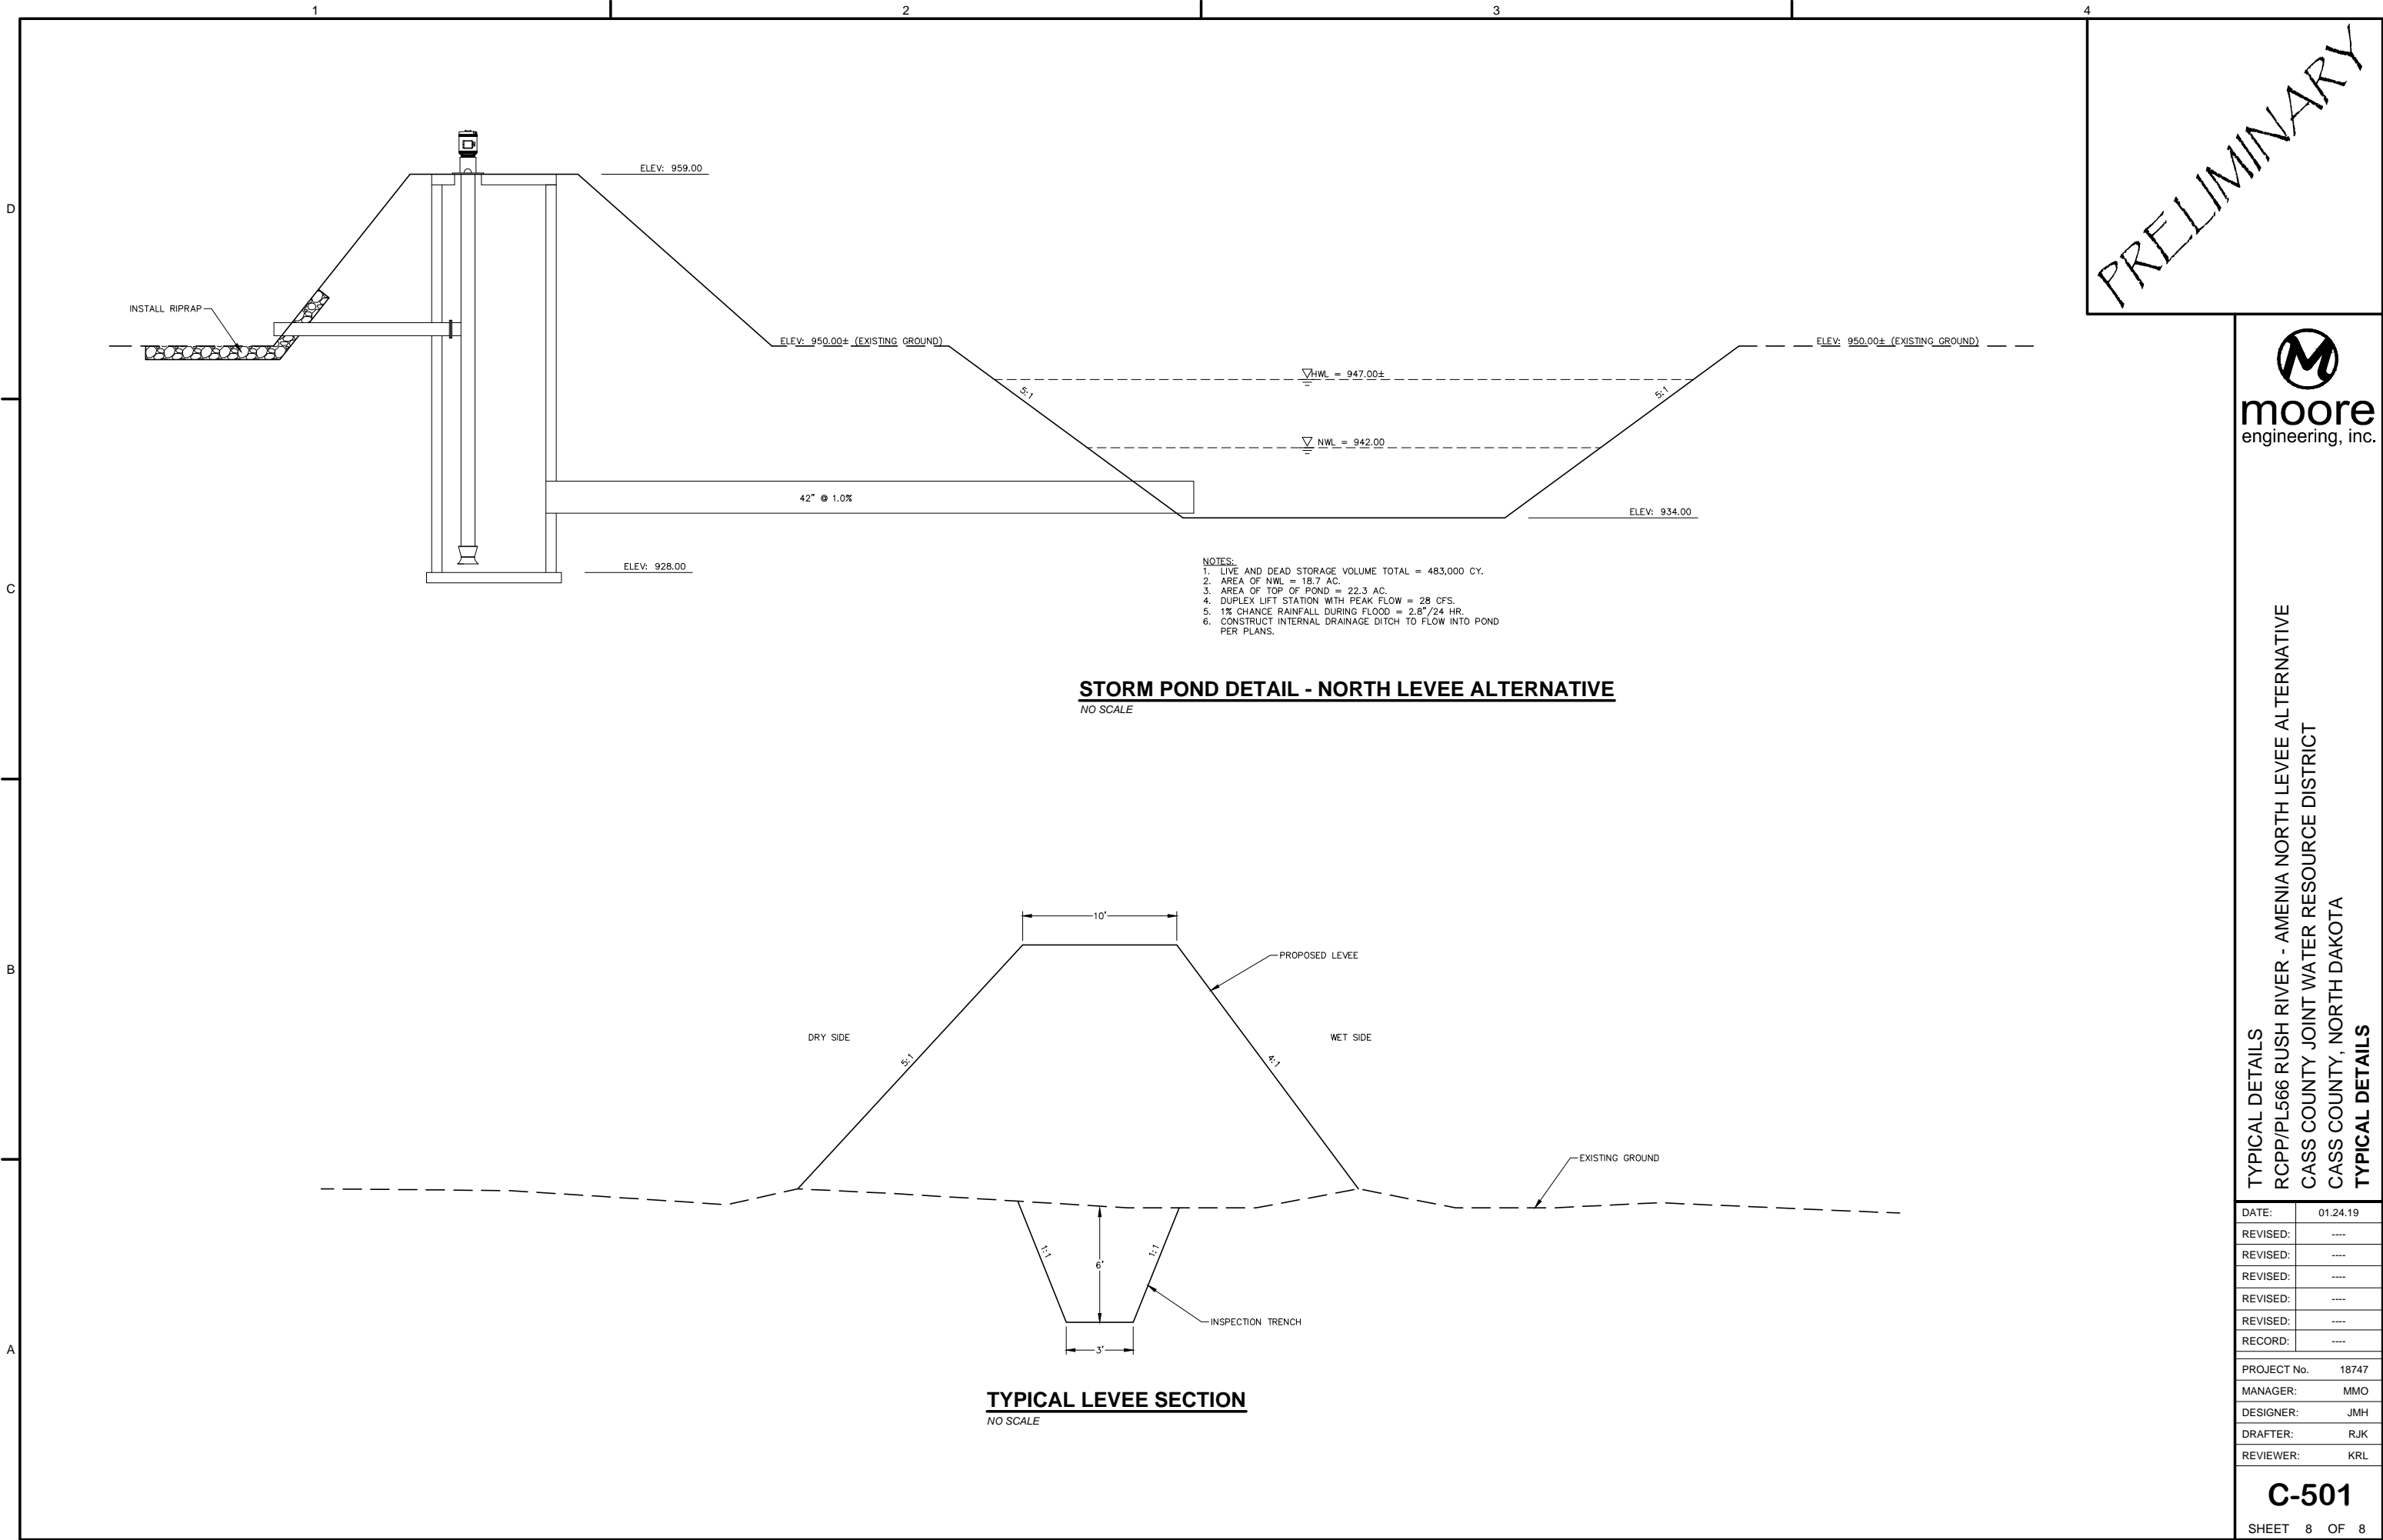 1
2
3
4
D
C
B
A
PRELIMINARY
ELEV: 959.00
INSTALL RIPRAP
ELEV: 950.00± (EXISTING GROUND)
ELEV: 950.00± (EXISTING GROUND)
HWL = 947.00±
5:1
5:1
NWL = 942.00
42" @ 1.0%
ELEV: 934.00
ELEV: 928.00
NOTES:
1. LIVE AND DEAD STORAGE VOLUME TOTAL = 483,000 CY.
2. AREA OF NWL = 18.7 AC.
3. AREA OF TOP OF POND = 22.3 AC.
4. DUPLEX LIFT STATION WITH PEAK FLOW = 28 CFS.
5. 1% CHANCE RAINFALL DURING FLOOD = 2.8"/24 HR.
6. CONSTRUCT INTERNAL DRAINAGE DITCH TO FLOW INTO POND
PER PLANS.
STORM POND DETAIL - NORTH LEVEE ALTERNATIVE
NO SCALE
10'
PROPOSED LEVEE
DRY SIDE
WET SIDE
5:1
4:1
EXISTING GROUND
1:1
1:1
6'
INSPECTION TRENCH
3'
TYPICAL LEVEE SECTION
NO SCALE
M
moore
engineering, inc.
TYPICAL DETAILS
RCPP/PL566 RUSH RIVER - AMENIA NORTH LEVEE ALTERNATIVE
CASS COUNTY JOINT WATER RESOURCE DISTRICT
CASS COUNTY, NORTH DAKOTA
TYPICAL DETAILS
DATE: 01.24.19
REVISED: ----
REVISED: ----
REVISED: ----
REVISED: ----
REVISED: ----
RECORD: ----
PROJECT No. 18747
MANAGER: MMO
DESIGNER: JMH
DRAFTER: RJK
REVIEWER: KRL
C-501
SHEET 8 OF 8